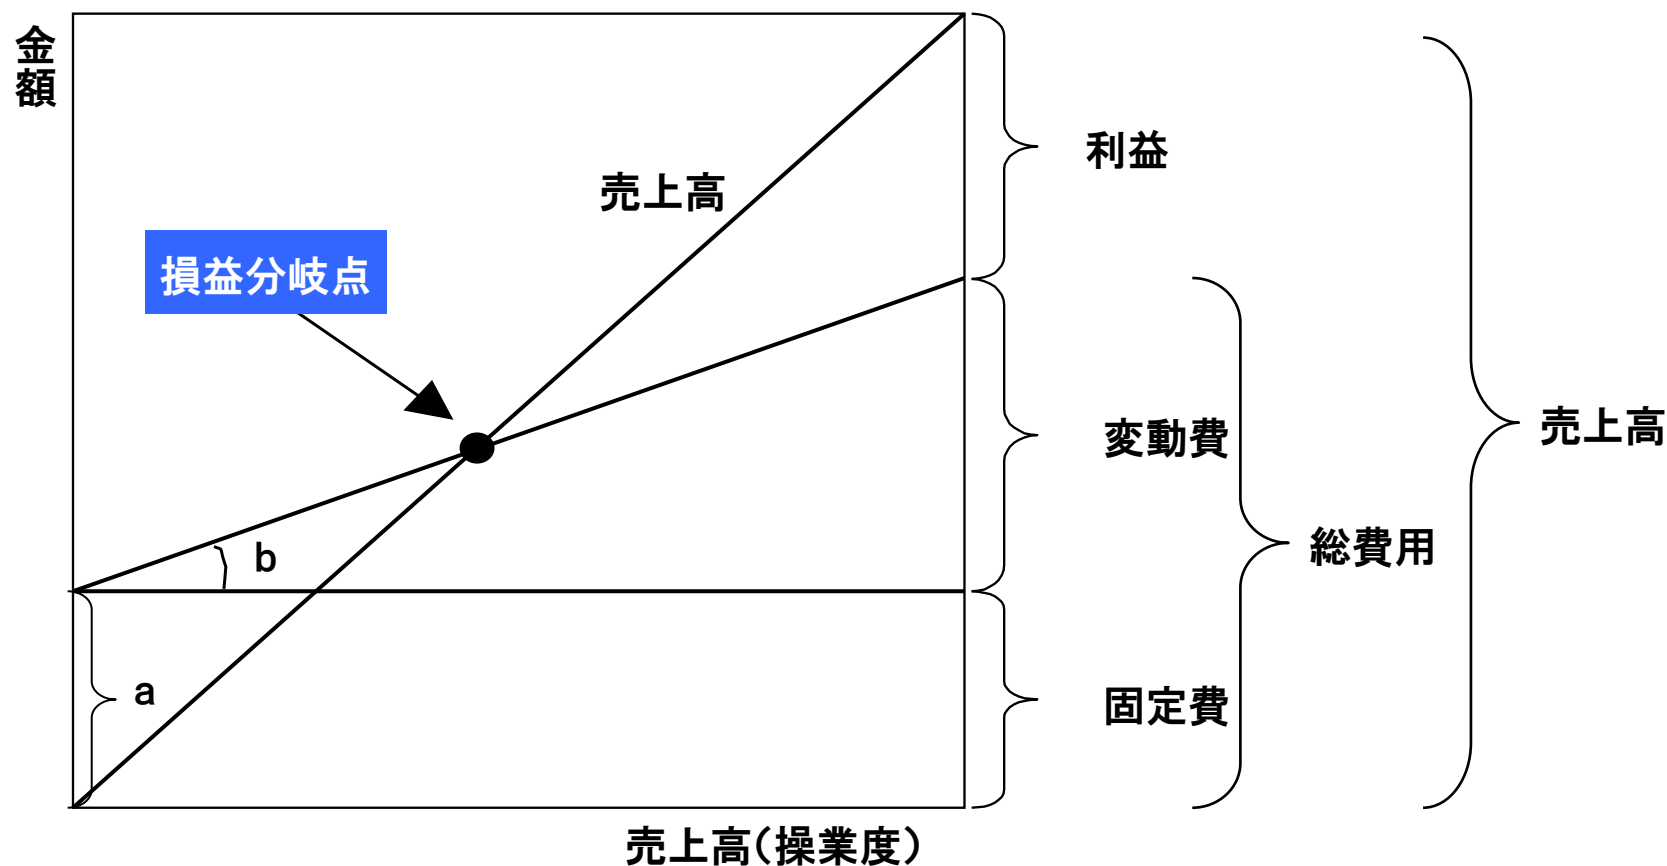 金額
売上高
損益分岐点
b
a
利益
変動費
固定費
総費用
売上高
売上高(操業度)